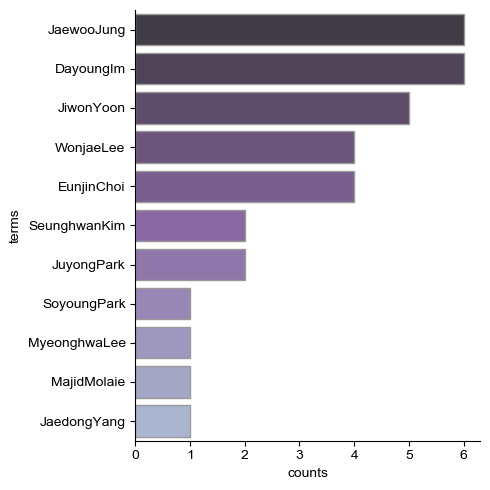 JaewooJung
DayoungIm
JiwonYoon
WonjaeLee
EunjinChoi
SeunghwanKim
JuyongPark
SoyoungPark
MyeonghwaLee
MajidMolaie
JaedongYang
terms
0 1 2 3 4 5 6
counts